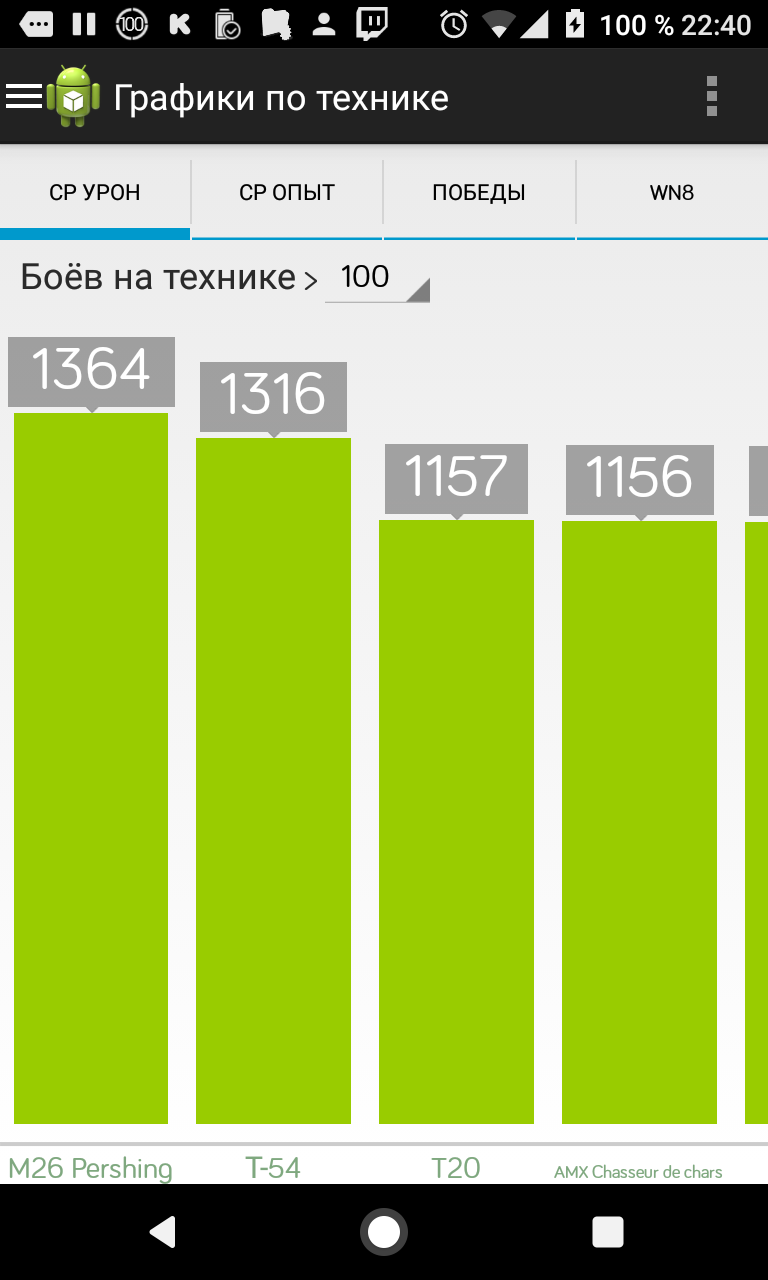 100 100 % 22:40
Графики по технике
СР УРОН СР ОПЫТ ПОБЕДЫ WN8
Боёв на технике > 100
1364 1316 1157 1156
M26 Pershing T-54 T20 AMX Chasseur de chars